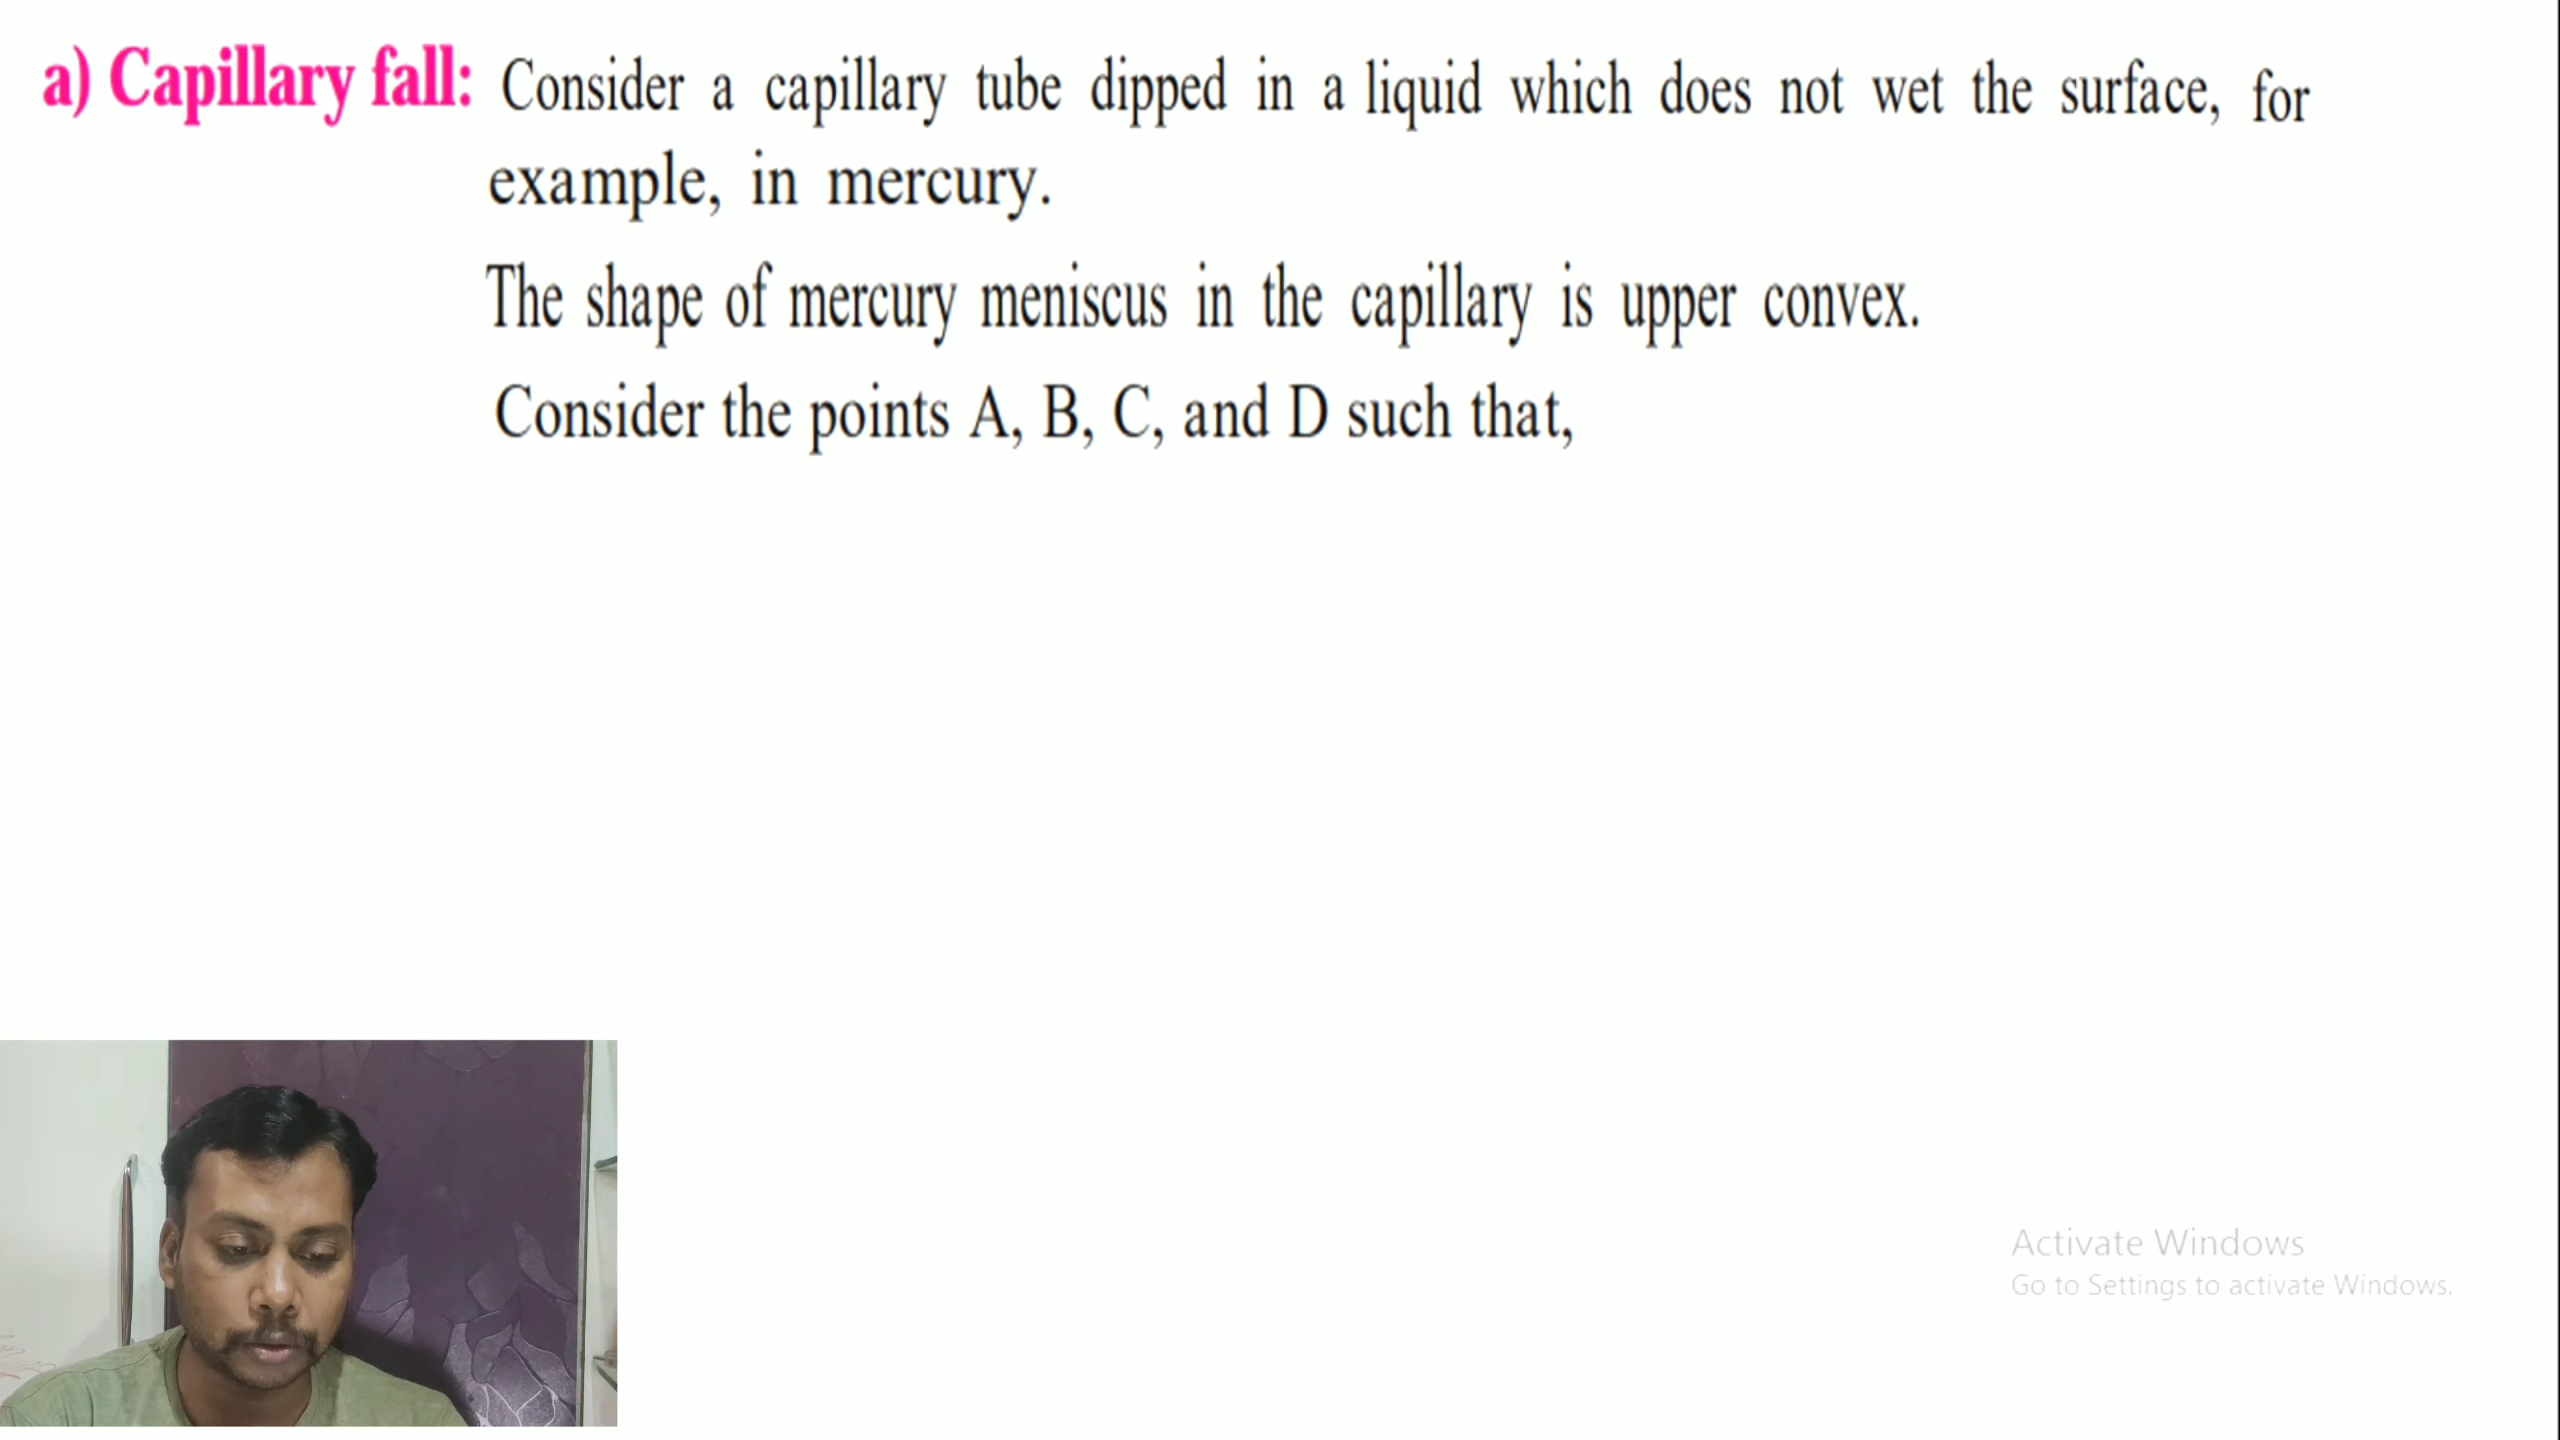 a) Capillary fall: Consider a capillary tube dipped in a liquid which does not wet the surface, for
example, in mercury.
The shape of mercury meniscus in the capillary is upper convex.
Consider the points A, B, C, and D such that,
Activate Windows
Go to Settings to activate Windows.